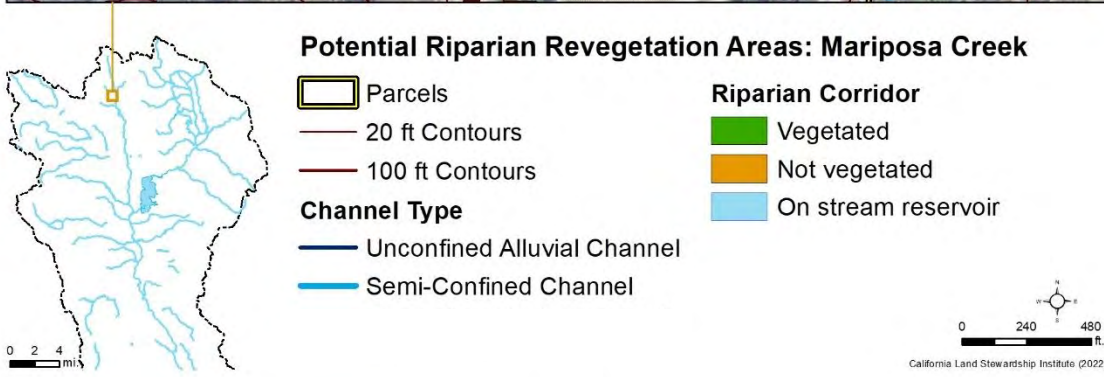 Potential Riparian Revegetation Areas: Mariposa Creek
Parcels
20 ft Contours
100 ft Contours
Channel Type
Unconfined Alluvial Channel
Semi-Confined Channel
Riparian Corridor
Vegetated
Not vegetated
On stream reservoir
0 2 4
mi.
N
W E
S
0 240 480
ft.
California Land Stewardship Institute (2022